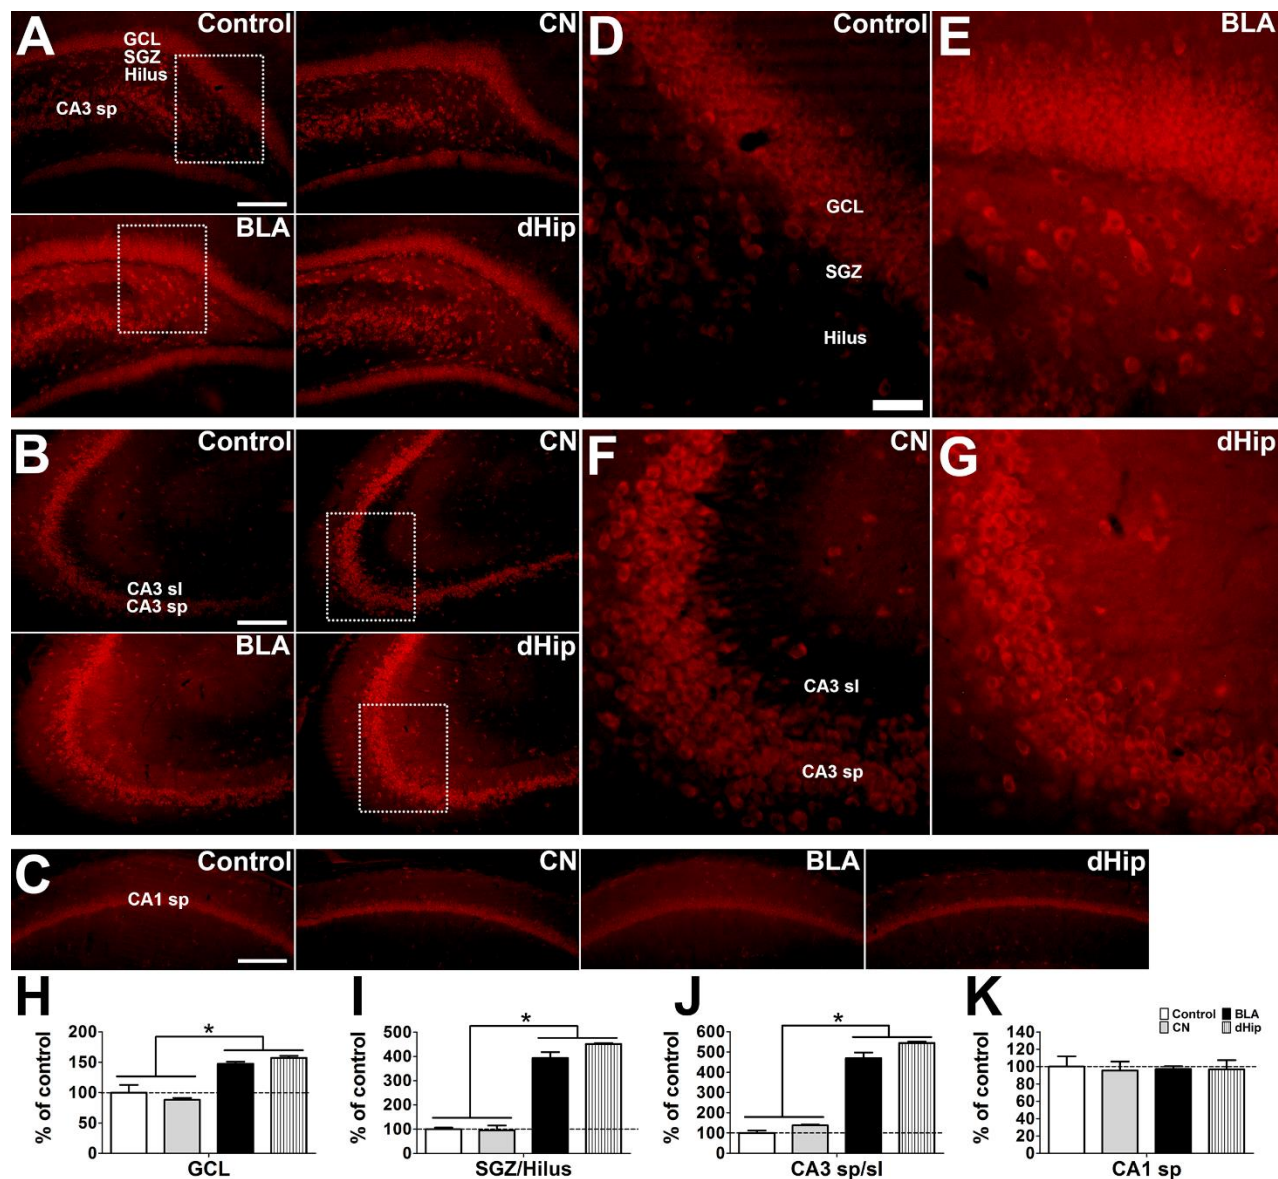 A
Control
GCL
SGZ
Hilus
CA3 sp
CN
BLA
dHip
D
Control
GCL
SGZ
Hilus
E
BLA
B
Control
CA3 sl
CA3 sp
CN
BLA
dHip
F
CN
CA3 sl
CA3 sp
G
dHip
C
Control
CA1 sp
CN
BLA
dHip
H
% of control
200
150
100
50
0
*
GCL
I
% of control
500
400
300
200
100
0
*
SGZ/Hilus
J
% of control
600
500
400
300
200
100
0
*
CA3 sp/sl
K
Control
BLA
CN
dHip
% of control
140
120
100
80
60
40
20
0
CA1 sp